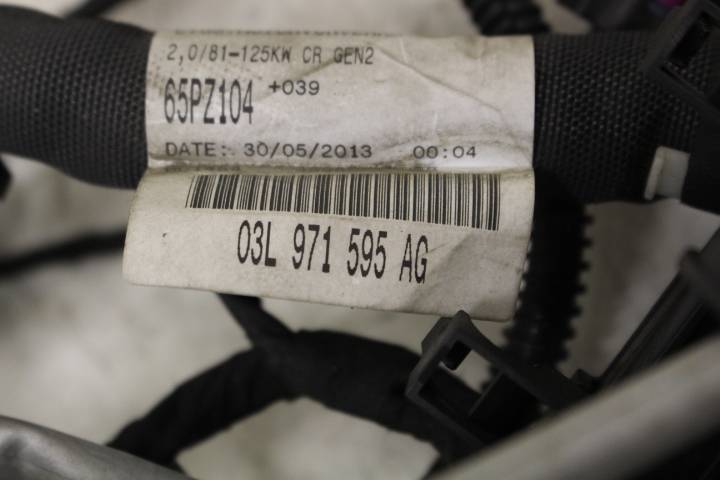 2,0/81-125KW CR GEN2
65PZ104 +039
DATE: 30/05/2013 00:04
03L 971 595 AG